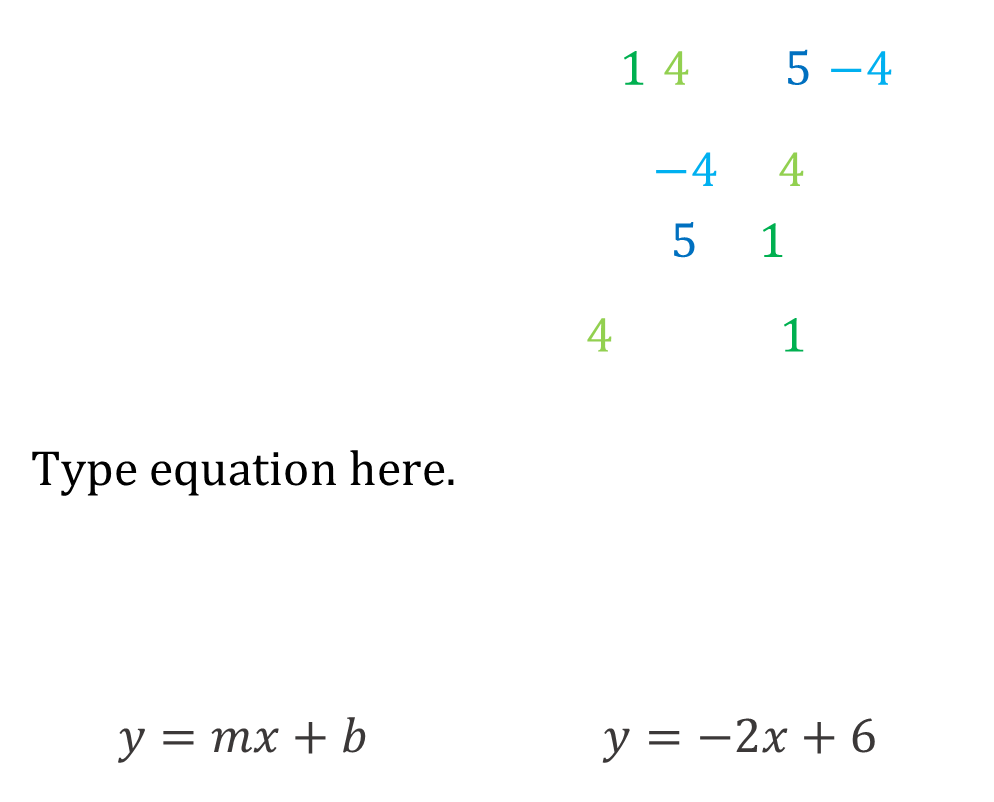 1 4 5 −4
−4 4
5 1
4 1
Type equation here.
y = mx + b y = −2x + 6